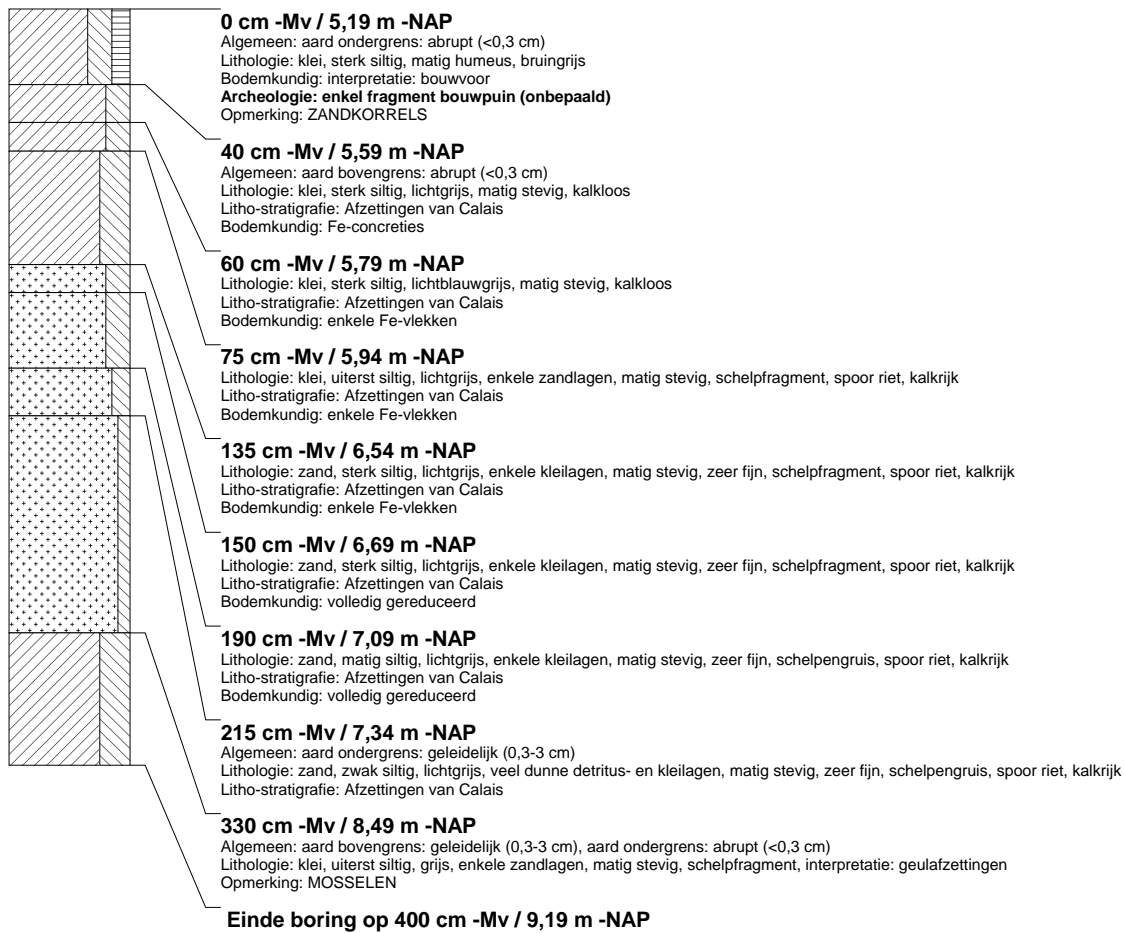 0 cm -Mv / 5,19 m -NAP
Algemeen: aard ondergrens: abrupt (<0,3 cm)
Lithologie: klei, sterk siltig, matig humeus, bruingrijs
Bodemkundig: interpretatie: bouwvoor
Archeologie: enkel fragment bouwpuin (onbepaald)
Opmerking: ZANDKORRELS
40 cm -Mv / 5,59 m -NAP
Algemeen: aard bovengrens: abrupt (<0,3 cm)
Lithologie: klei, sterk siltig, lichtgrijs, matig stevig, kalkloos
Litho-stratigrafie: Afzettingen van Calais
Bodemkundig: Fe-concreties
60 cm -Mv / 5,79 m -NAP
Lithologie: klei, sterk siltig, lichtblauwgrijs, matig stevig, kalkloos
Litho-stratigrafie: Afzettingen van Calais
Bodemkundig: enkele Fe-vlekken
75 cm -Mv / 5,94 m -NAP
Lithologie: klei, uiterst siltig, lichtgrijs, enkele zandlagen, matig stevig, schelpfragment, spoor riet, kalkrijk
Litho-stratigrafie: Afzettingen van Calais
Bodemkundig: enkele Fe-vlekken
135 cm -Mv / 6,54 m -NAP
Lithologie: zand, sterk siltig, lichtgrijs, enkele kleilagen, matig stevig, zeer fijn, schelpfragment, spoor riet, kalkrijk
Litho-stratigrafie: Afzettingen van Calais
Bodemkundig: enkele Fe-vlekken
150 cm -Mv / 6,69 m -NAP
Lithologie: zand, sterk siltig, lichtgrijs, enkele kleilagen, matig stevig, zeer fijn, schelpfragment, spoor riet, kalkrijk
Litho-stratigrafie: Afzettingen van Calais
Bodemkundig: volledig gereduceerd
190 cm -Mv / 7,09 m -NAP
Lithologie: zand, matig siltig, lichtgrijs, enkele kleilagen, matig stevig, zeer fijn, schelpengruis, spoor riet, kalkrijk
Litho-stratigrafie: Afzettingen van Calais
Bodemkundig: volledig gereduceerd
215 cm -Mv / 7,34 m -NAP
Algemeen: aard ondergrens: geleidelijk (0,3-3 cm)
Lithologie: zand, zwak siltig, lichtgrijs, veel dunne detritus- en kleilagen, matig stevig, zeer fijn, schelpengruis, spoor riet, kalkrijk
Litho-stratigrafie: Afzettingen van Calais
330 cm -Mv / 8,49 m -NAP
Algemeen: aard bovengrens: geleidelijk (0,3-3 cm), aard ondergrens: abrupt (<0,3 cm)
Lithologie: klei, uiterst siltig, grijs, enkele zandlagen, matig stevig, schelpfragment, interpretatie: geulafzettingen
Opmerking: MOSSELEN
Einde boring op 400 cm -Mv / 9,19 m -NAP